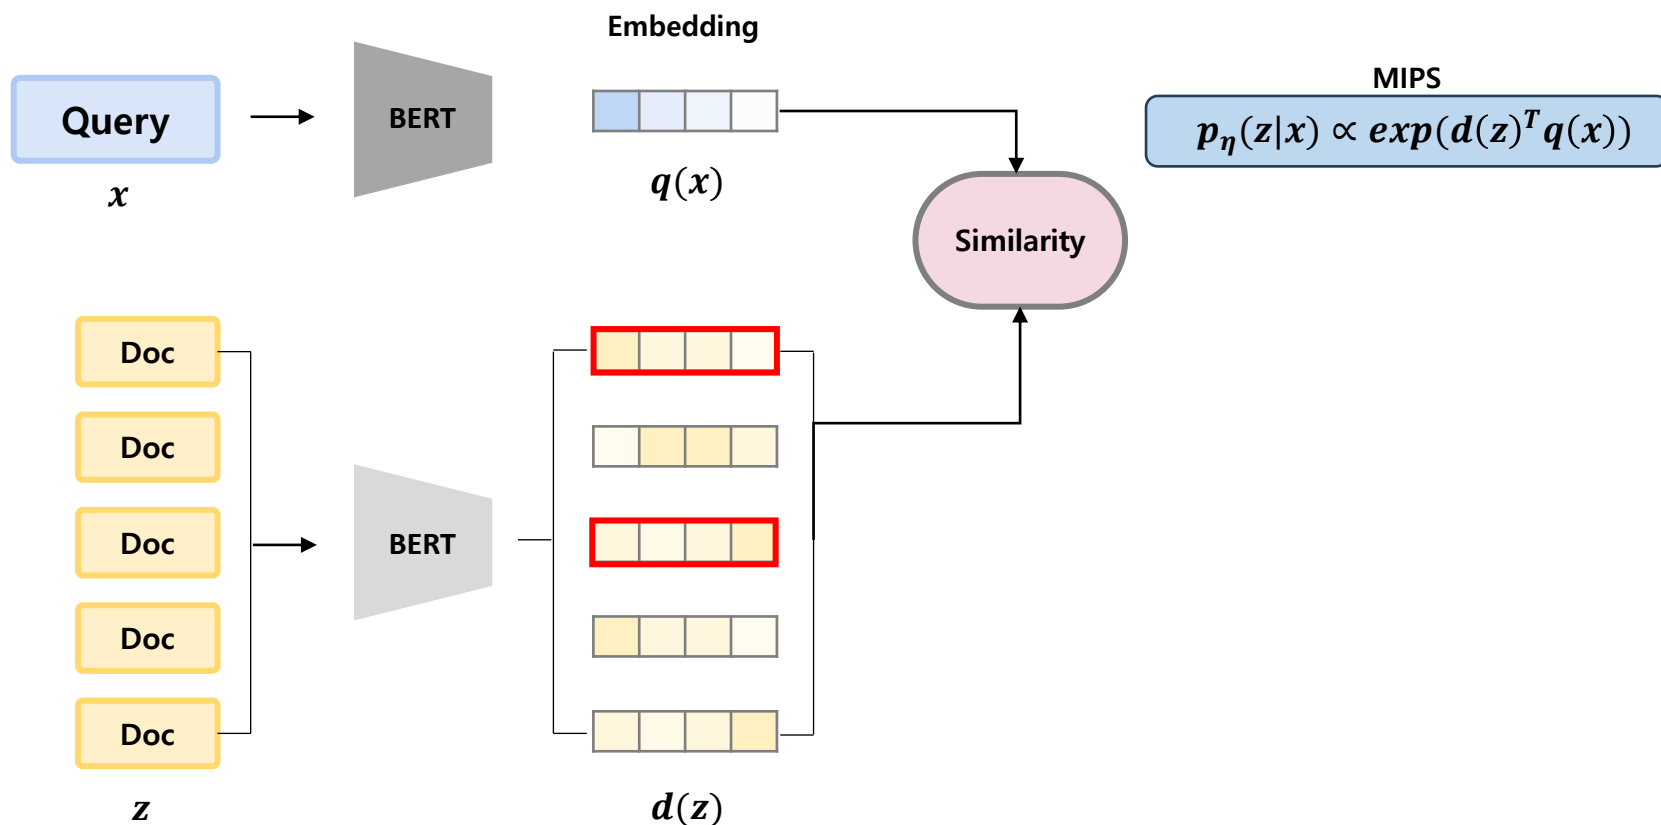 Embedding
MIPS
Query
BERT
p_η(z|x) ∝ exp(d(z)^T q(x))
x
q(x)
Similarity
Doc
Doc
Doc
BERT
Doc
Doc
z
d(z)